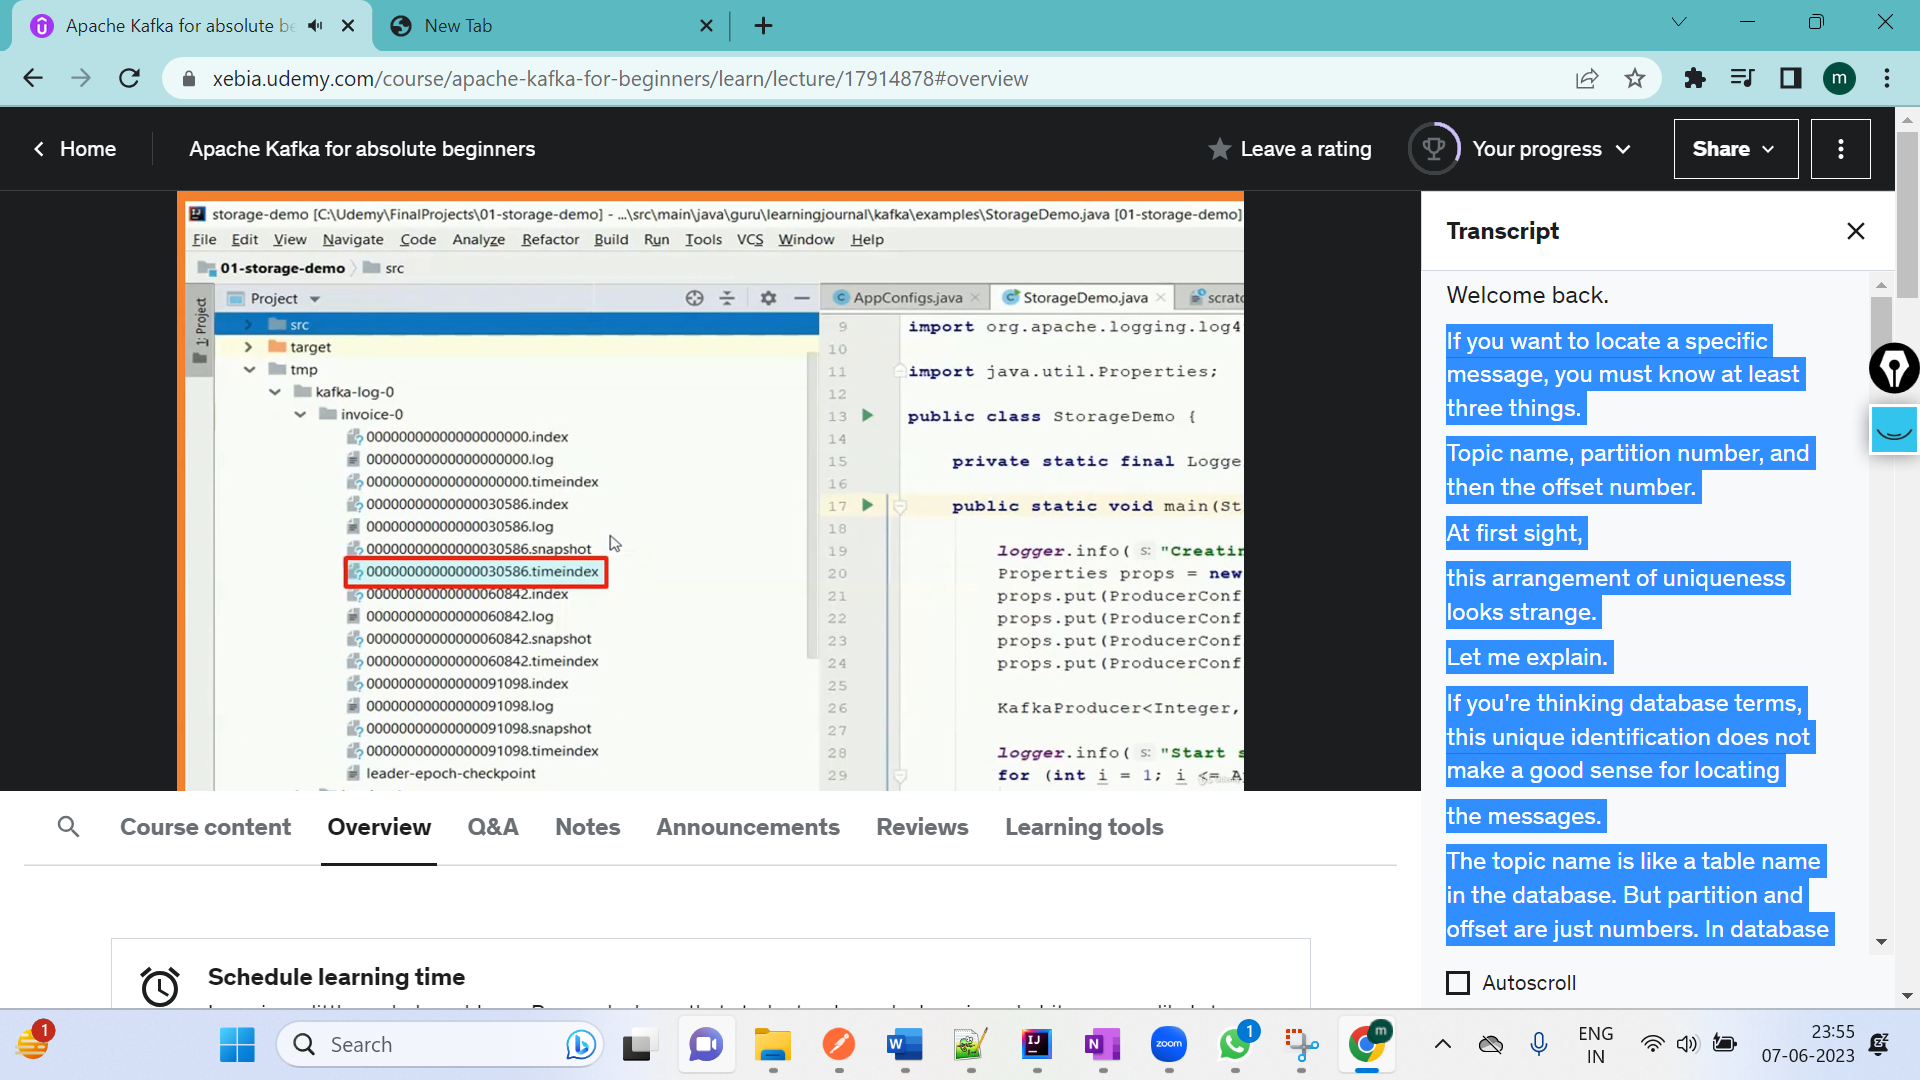 Apache Kafka for absolute be
New Tab
xebia.udemy.com/course/apache-kafka-for-beginners/learn/lecture/17914878#overview
m
Home
Apache Kafka for absolute beginners
Leave a rating
Your progress
Share
storage-demo [C:\Udemy\FinalProjects\01-storage-demo] - ...\src\main\java\guru\learningjournal\kafka\examples\StorageDemo.java [01-storage-demo]
File Edit View Navigate Code Analyze Refactor Build Run Tools VCS Window Help
01-storage-demo src
1: Project
Project
src
target
tmp
kafka-log-0
invoice-0
00000000000000000000.index
00000000000000000000.log
00000000000000000000.timeindex
00000000000000030586.index
00000000000000030586.log
00000000000000030586.snapshot
00000000000000030586.timeindex
00000000000000060842.index
00000000000000060842.log
00000000000000060842.snapshot
00000000000000060842.timeindex
00000000000000091098.index
00000000000000091098.log
00000000000000091098.snapshot
00000000000000091098.timeindex
leader-epoch-checkpoint
AppConfigs.java StorageDemo.java scratc
9 import org.apache.logging.log4
10
11 import java.util.Properties;
12
13 public class StorageDemo {
14
15 private static final Logge
16
17 public static void main(St
18
19 logger.info( s: "Creatin
20 Properties props = new
21 props.put(ProducerConf
22 props.put(ProducerConf
23 props.put(ProducerConf
24 props.put(ProducerConf
25
26 KafkaProducer<Integer,
27
28 logger.info( s: "Start s
29 for (int i = 1; i <= A
Transcript
Welcome back.
If you want to locate a specific
message, you must know at least
three things.
Topic name, partition number, and
then the offset number.
At first sight,
this arrangement of uniqueness
looks strange.
Let me explain.
If you're thinking database terms,
this unique identification does not
make a good sense for locating
the messages.
The topic name is like a table name
in the database. But partition and
offset are just numbers. In database
Autoscroll
Course content Overview Q&A Notes Announcements Reviews Learning tools
Schedule learning time
1
Search
W
IJ
N
zoom
1
m
ENG
IN
23:55
07-06-2023